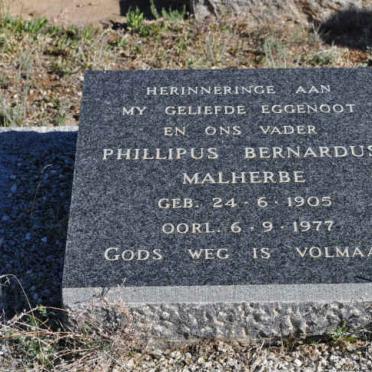 HERINNERINGE AAN
MY GELIEFDE EGGENOOT
EN ONS VADER
PHILLIPUS BERNARDUS
MALHERBE
GEB. 24 · 6 · 1905
OORL. 6 · 9 · 1977
GODS WEG IS VOLMAA